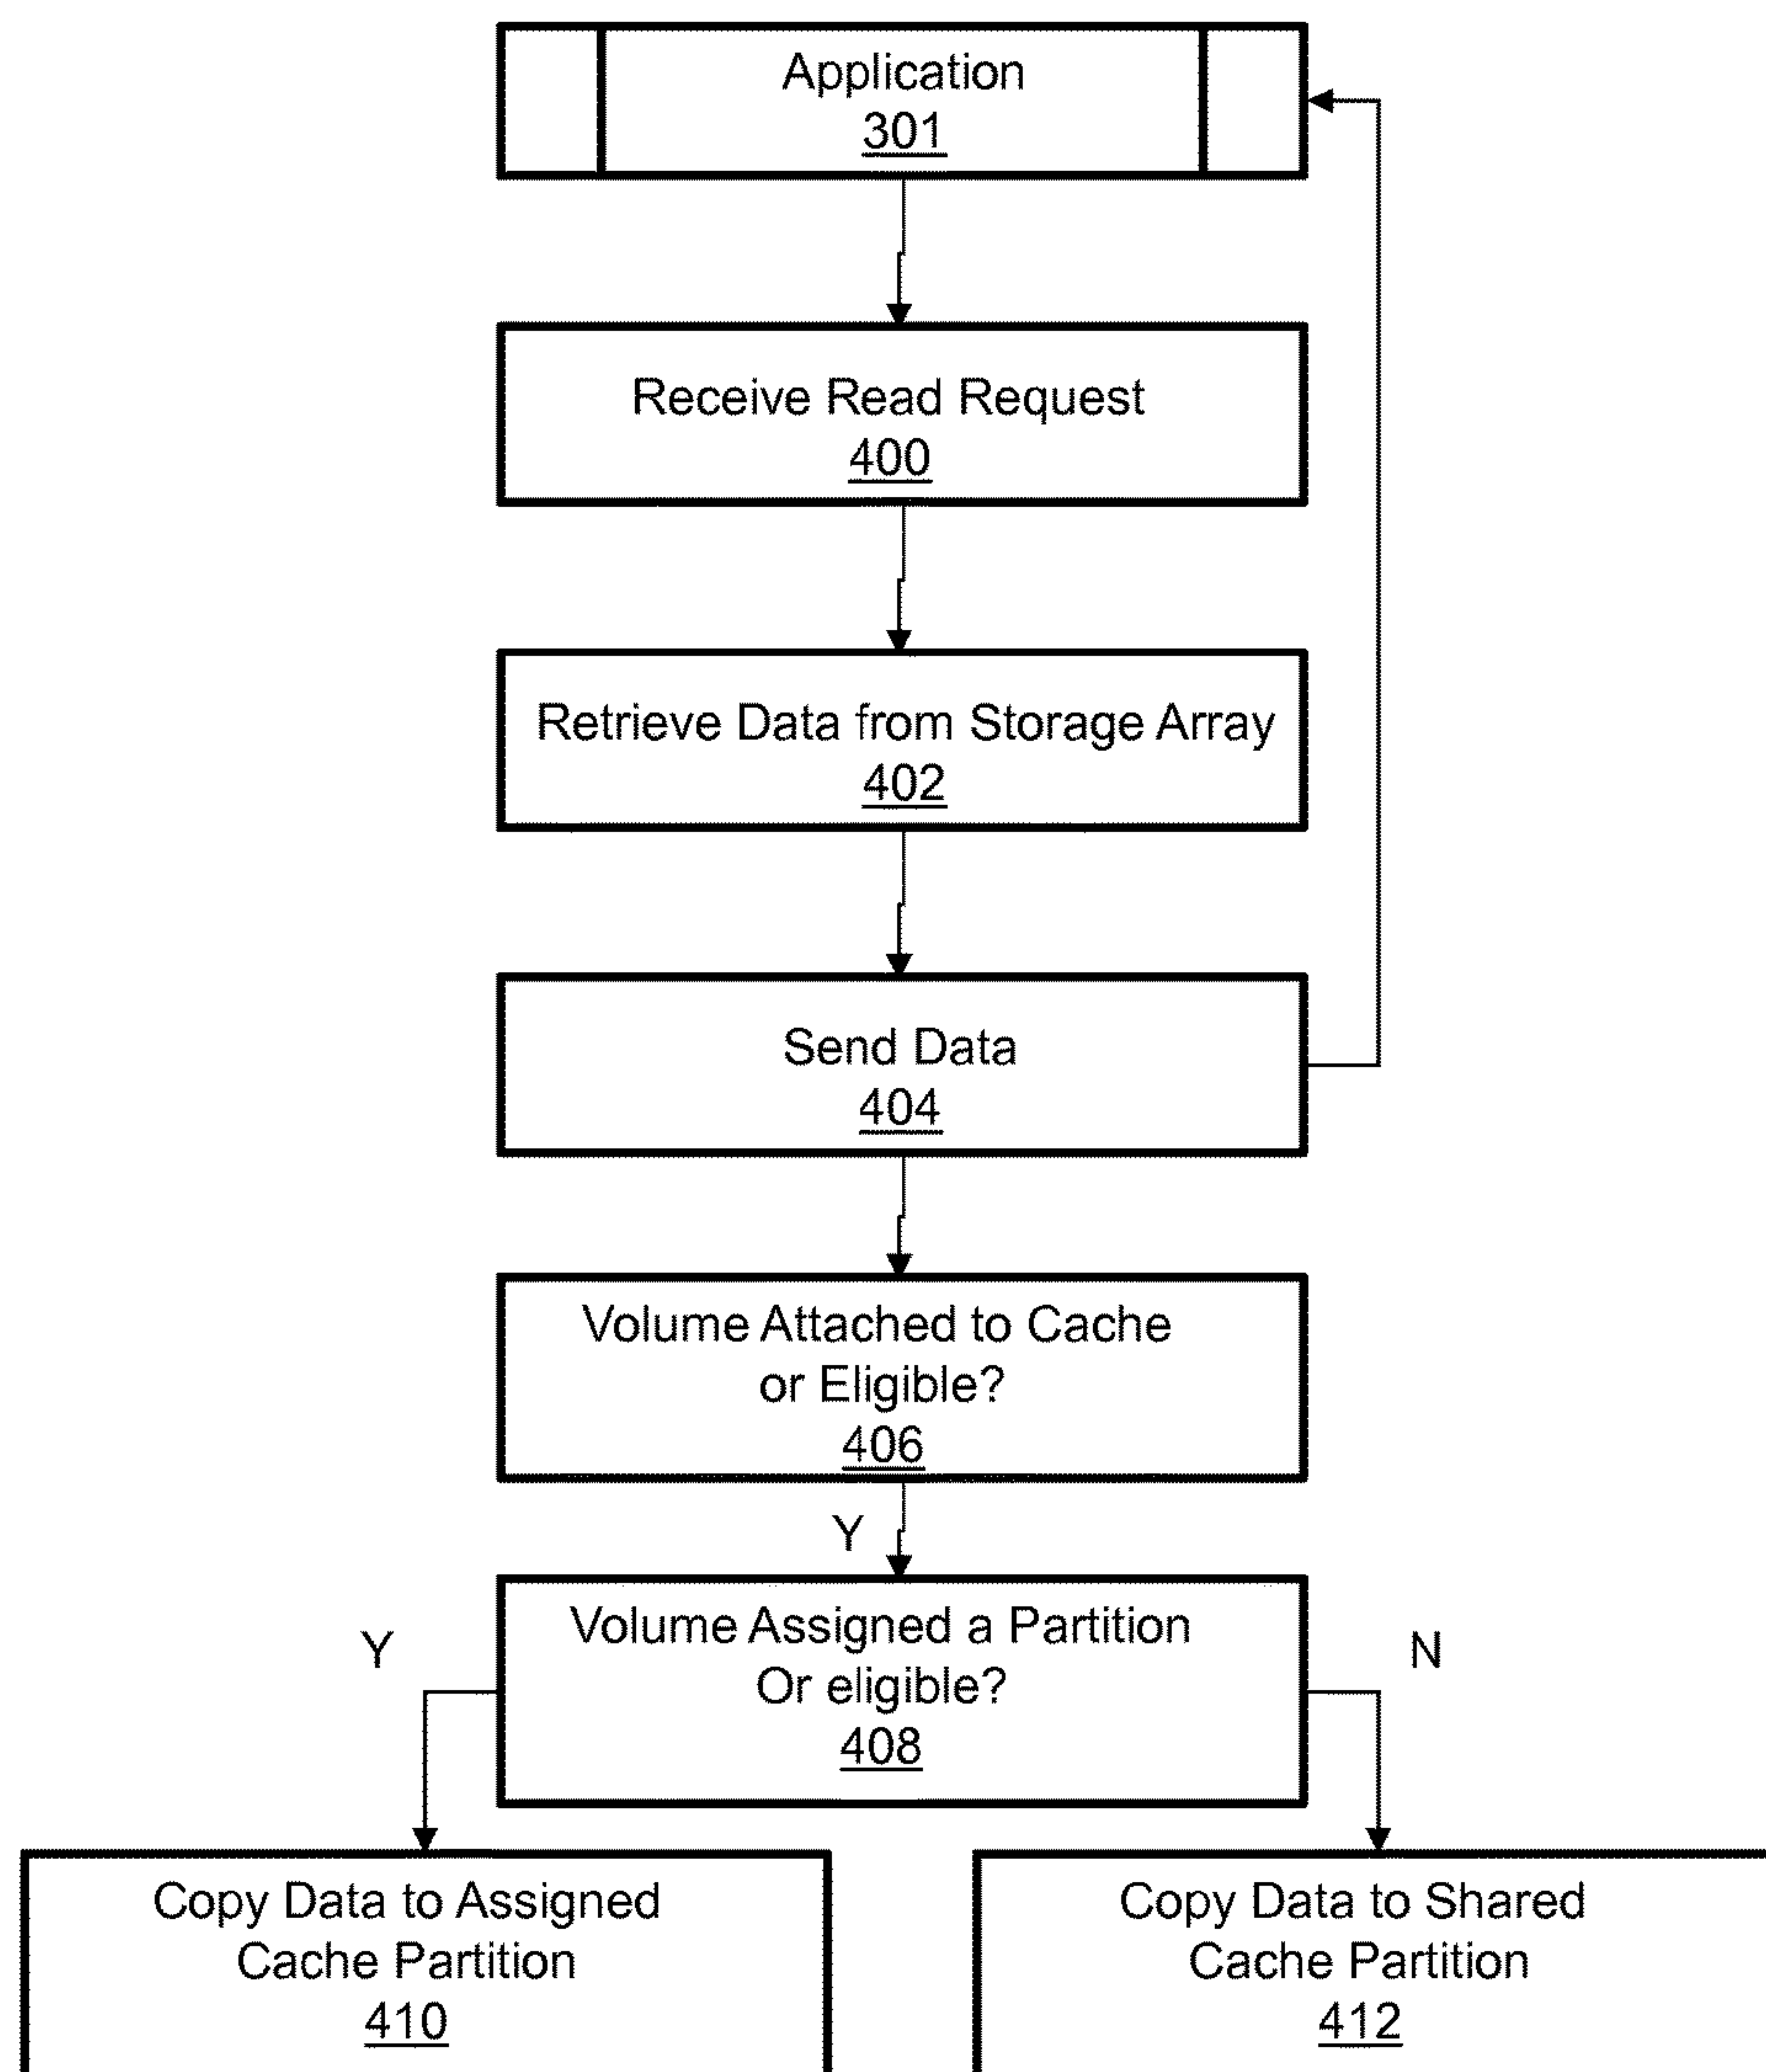 Application
301
Receive Read Request
400
Retrieve Data from Storage Array
402
Send Data
404
Volume Attached to Cache
or Eligible?
406
Y
Volume Assigned a Partition
Or eligible?
408
Y
N
Copy Data to Assigned
Cache Partition
410
Copy Data to Shared
Cache Partition
412